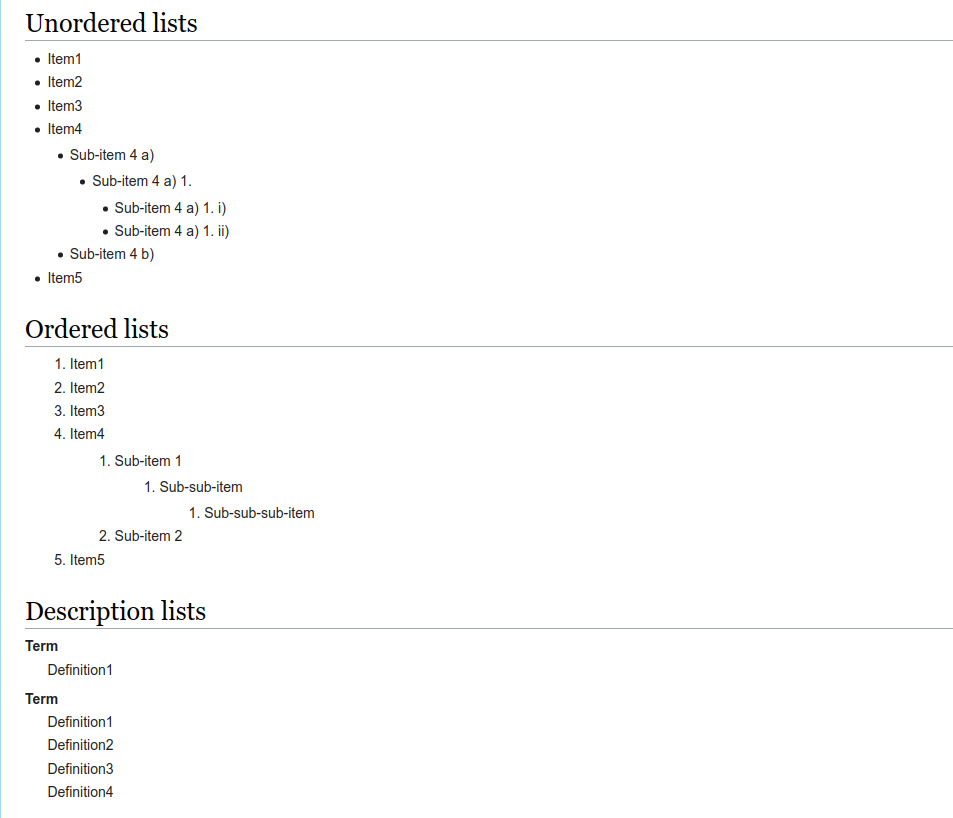 Unordered lists
• Item1
• Item2
• Item3
• Item4
• Sub-item 4 a)
• Sub-item 4 a) 1.
• Sub-item 4 a) 1. i)
• Sub-item 4 a) 1. ii)
• Sub-item 4 b)
• Item5
Ordered lists
1. Item1
2. Item2
3. Item3
4. Item4
1. Sub-item 1
1. Sub-sub-item
1. Sub-sub-sub-item
2. Sub-item 2
5. Item5
Description lists
Term
Definition1
Term
Definition1
Definition2
Definition3
Definition4